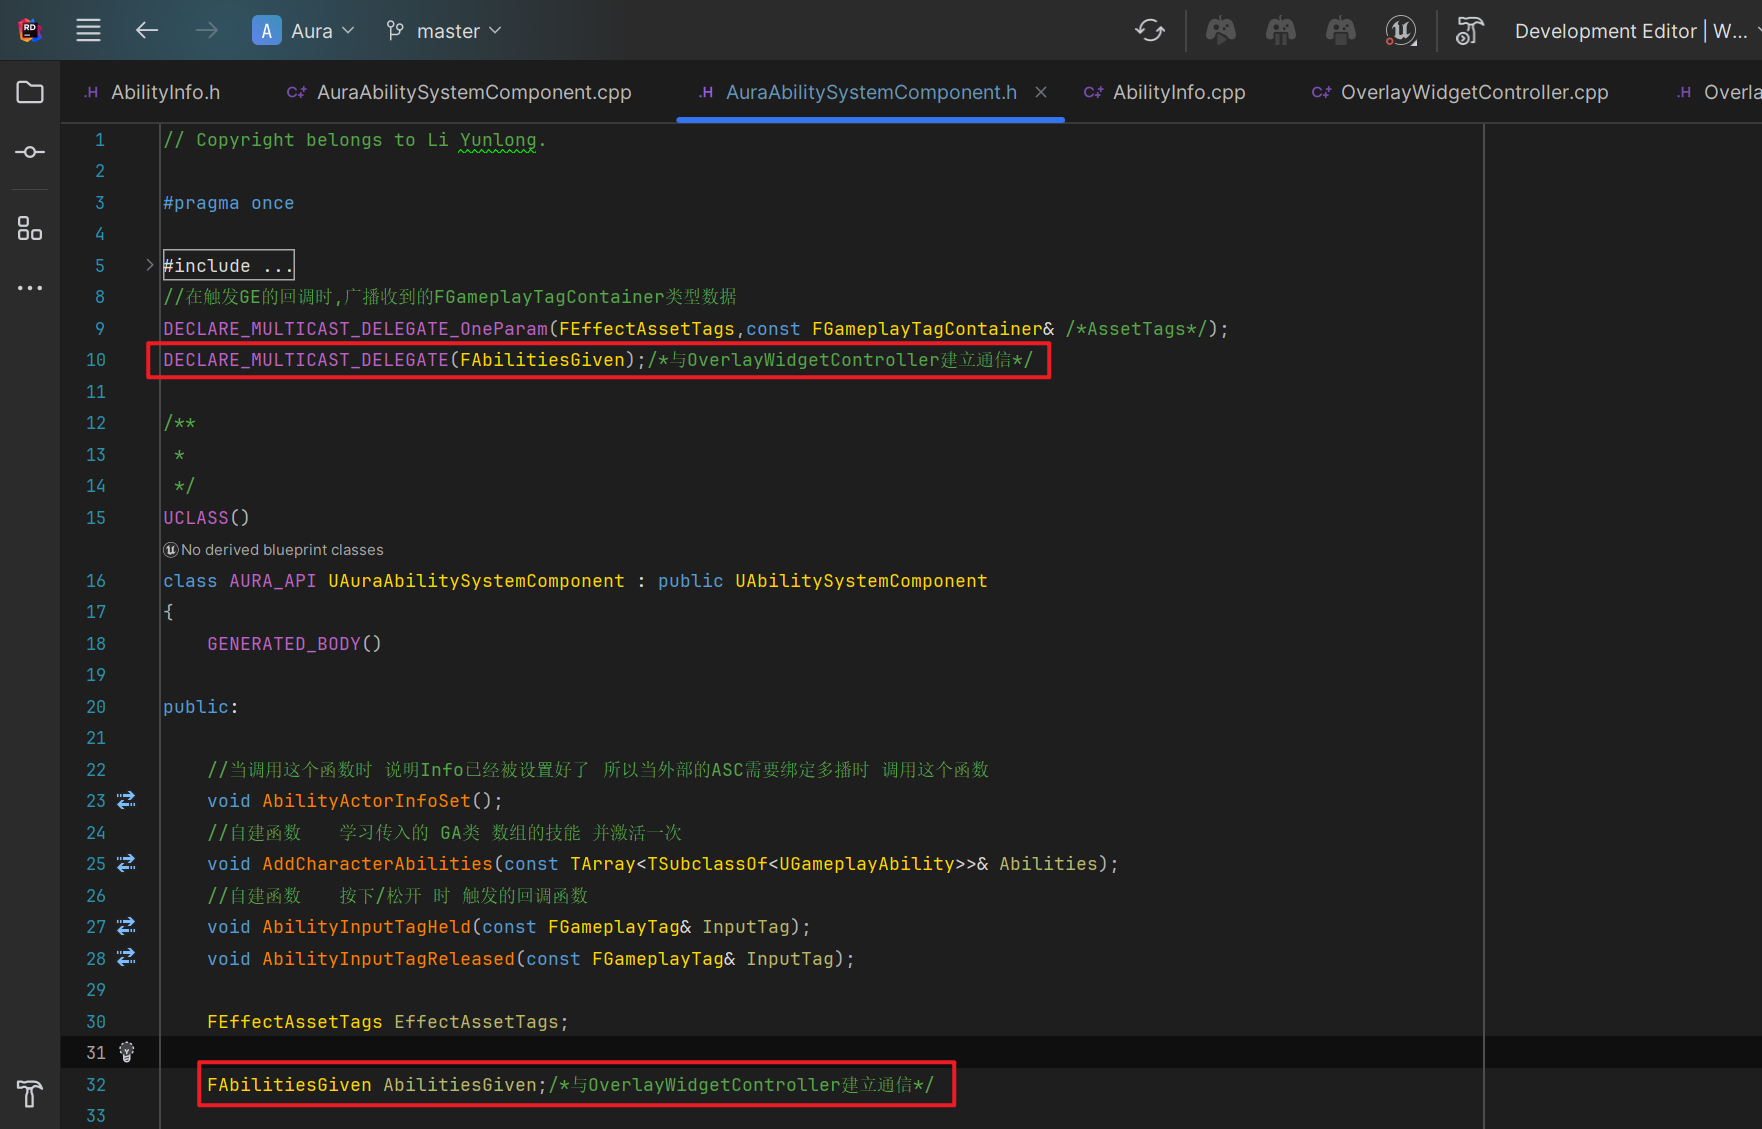 RD
A Aura master Development Editor | W...
.H AbilityInfo.h C++ AuraAbilitySystemComponent.cpp .H AuraAbilitySystemComponent.h C++ AbilityInfo.cpp C++ OverlayWidgetController.cpp .H Overla
1 // Copyright belongs to Li Yunlong.
2
3 #pragma once
4
5 #include ...
8 //在触发GE的回调时,广播收到的FGameplayTagContainer类型数据
9 DECLARE_MULTICAST_DELEGATE_OneParam(FEffectAssetTags,const FGameplayTagContainer& /*AssetTags*/);
10 DECLARE_MULTICAST_DELEGATE(FAbilitiesGiven);/*与OverlayWidgetController建立通信*/
11
12 /**
13 *
14 */
15 UCLASS()
No derived blueprint classes
16 class AURA_API UAuraAbilitySystemComponent : public UAbilitySystemComponent
17 {
18 GENERATED_BODY()
19
20 public:
21
22 //当调用这个函数时 说明Info已经被设置好了 所以当外部的ASC需要绑定多播时 调用这个函数
23 void AbilityActorInfoSet();
24 //自建函数 学习传入的 GA类 数组的技能 并激活一次
25 void AddCharacterAbilities(const TArray<TSubclassOf<UGameplayAbility>>& Abilities);
26 //自建函数 按下/松开 时 触发的回调函数
27 void AbilityInputTagHeld(const FGameplayTag& InputTag);
28 void AbilityInputTagReleased(const FGameplayTag& InputTag);
29
30 FEffectAssetTags EffectAssetTags;
31
32 FAbilitiesGiven AbilitiesGiven;/*与OverlayWidgetController建立通信*/
33